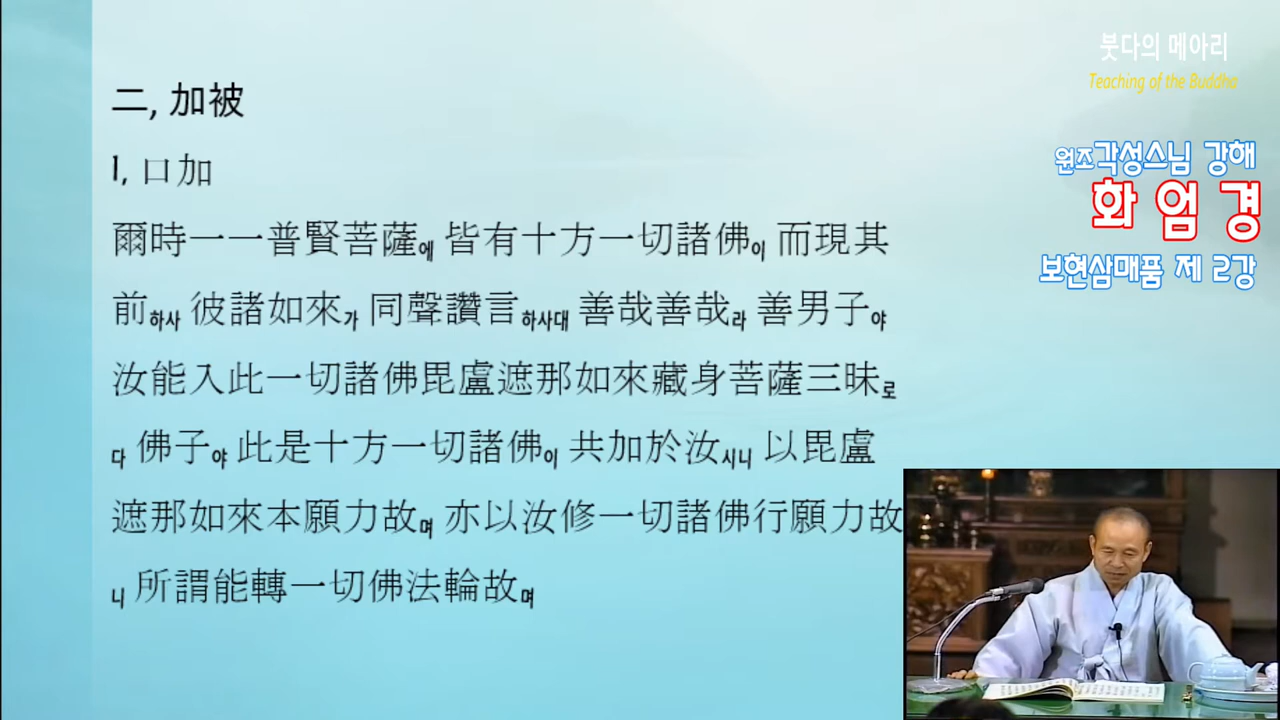 二, 加被
1, 口加
爾時一一普賢菩薩에 皆有十方一切諸佛이 而現其
前하사 彼諸如來가 同聲讚言하사대 善哉善哉라 善男子야
汝能入此一切諸佛毘盧遮那如來藏身菩薩三昧로
다 佛子야 此是十方一切諸佛이 共加於汝시니 以毘盧
遮那如來本願力故며 亦以汝修一切諸佛行願力故
니 所謂能轉一切佛法輪故며
붓다의 메아리
Teaching of the Buddha
원조각성스님 강해
화엄경
보현삼매품 제 2강